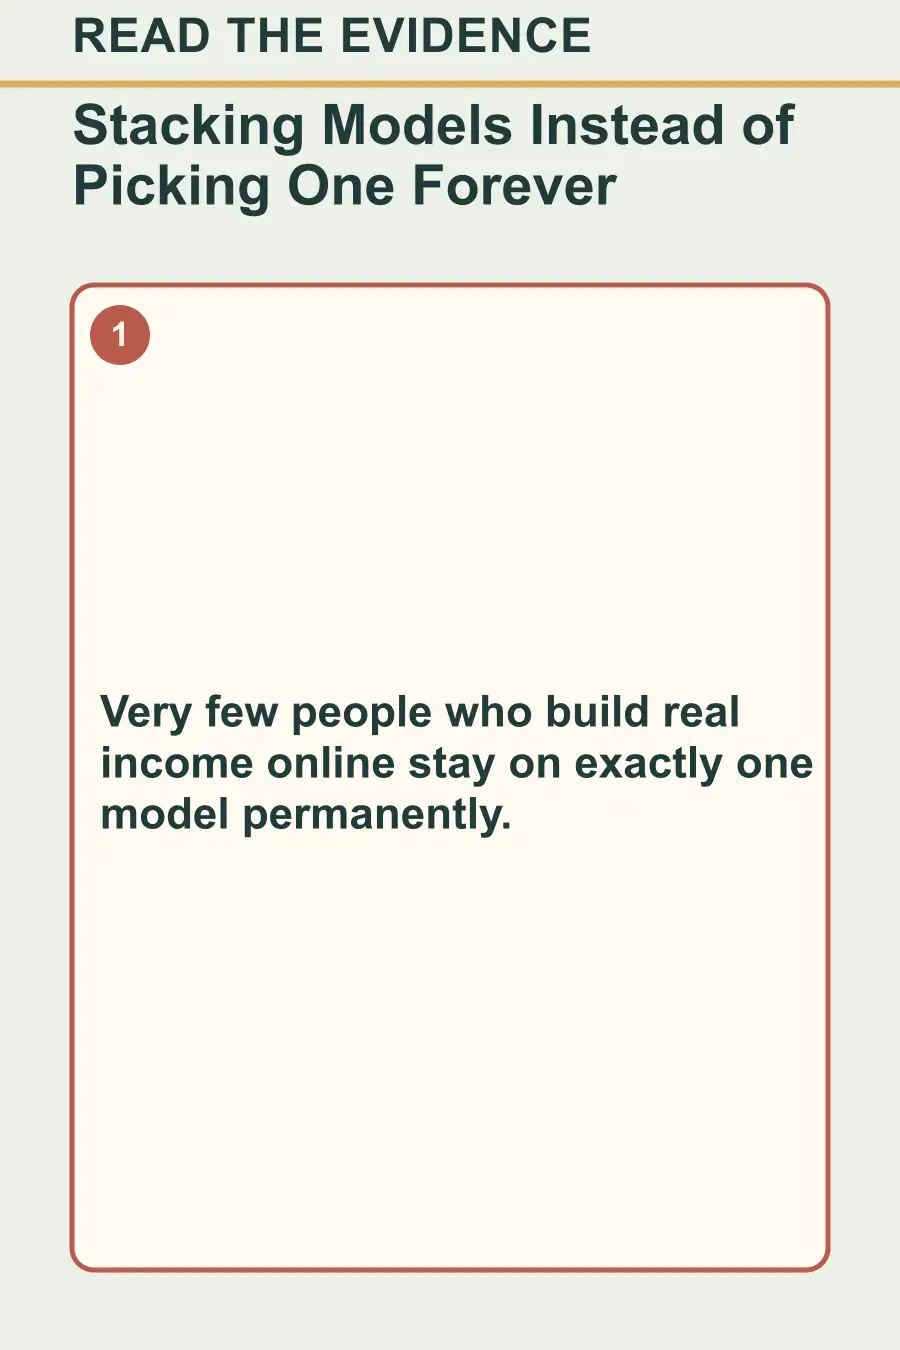 READ THE EVIDENCE
Stacking Models Instead of
Picking One Forever
1
Very few people who build real
income online stay on exactly one
model permanently.